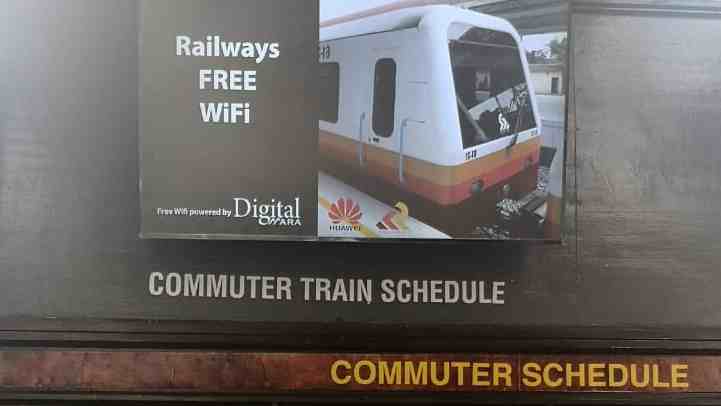 Railways
FREE
WiFi
Free Wifi powered by Digital
HUAWEI
COMMUTER TRAIN SCHEDULE
COMMUTER SCHEDULE